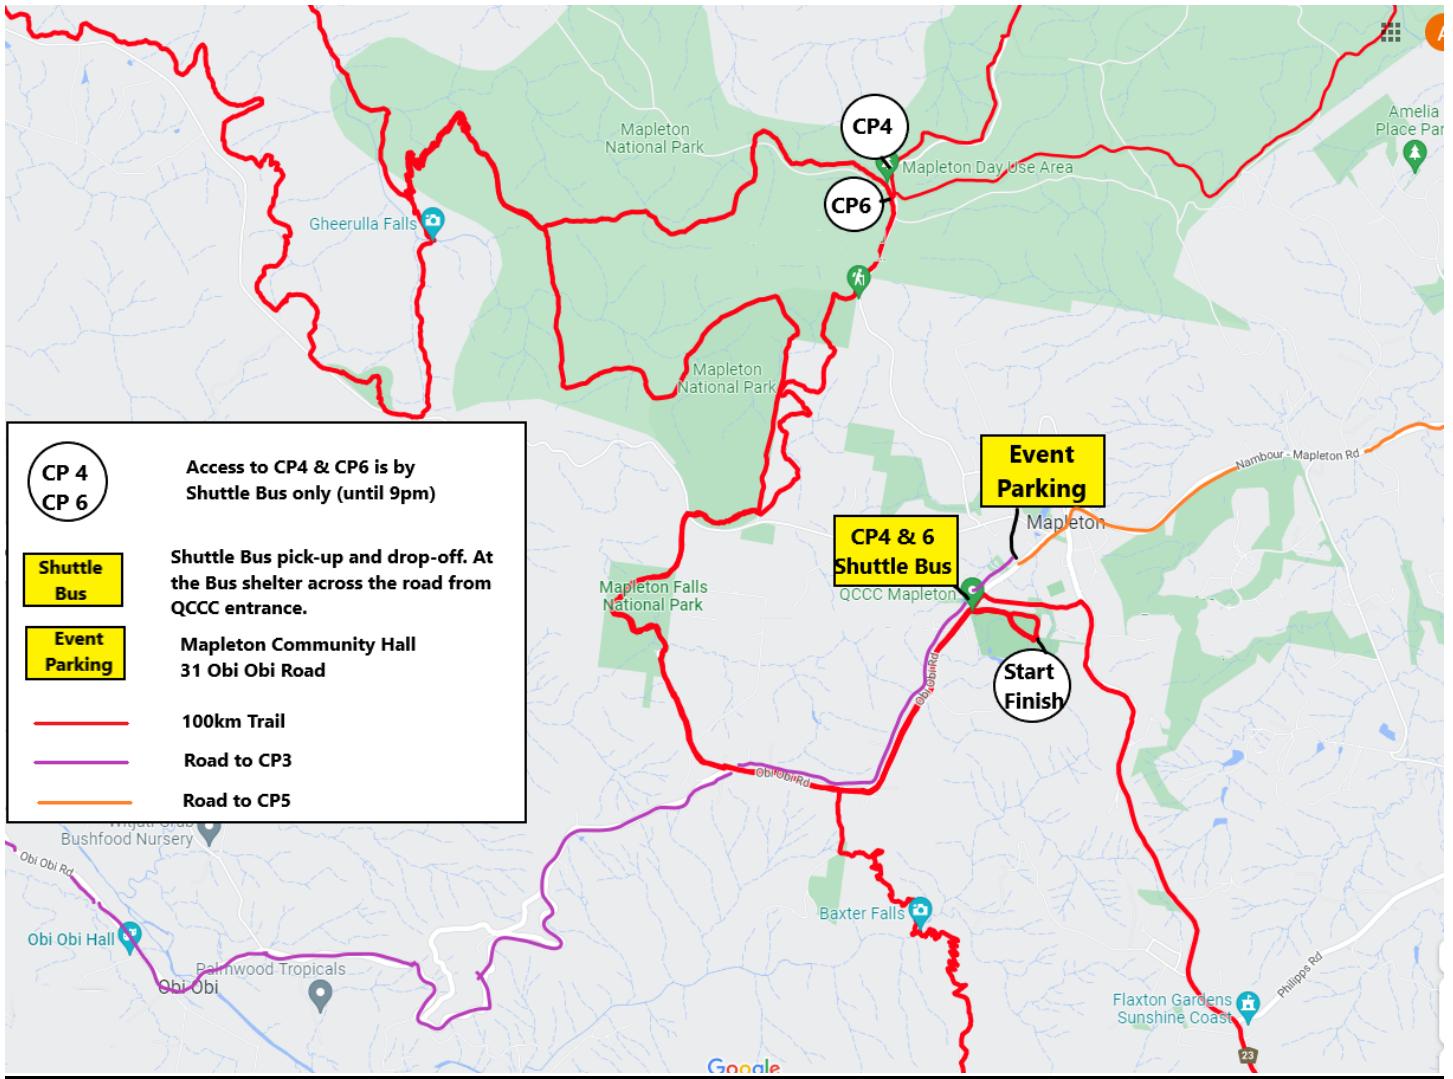 A
Amelia
Place Par
CP4
Mapleton
National Park
Mapleton Day Use Area
CP6
Gheerulla Falls
Mapleton
National Park
CP 4
CP 6
Access to CP4 & CP6 is by
Shuttle Bus only (until 9pm)
Shuttle
Bus
Shuttle Bus pick-up and drop-off. At
the Bus shelter across the road from
QCCC entrance.
Event
Parking
Mapleton Community Hall
31 Obi Obi Road
100km Trail
Road to CP3
Road to CP5
Event
Parking
Nambour - Mapleton Rd
Mapleton
CP4 & 6
Shuttle Bus
QCCC Mapleton
Mapleton Falls
National Park
Start
Finish
Obi Obi Rd
Obi Obi Rd
Bushfood Nursery
Obi Obi Rd
Obi Obi Hall
Palmwood Tropicals
Obi Obi
Baxter Falls
Philipps Rd
Flaxton Gardens
Sunshine Coast
23
Google